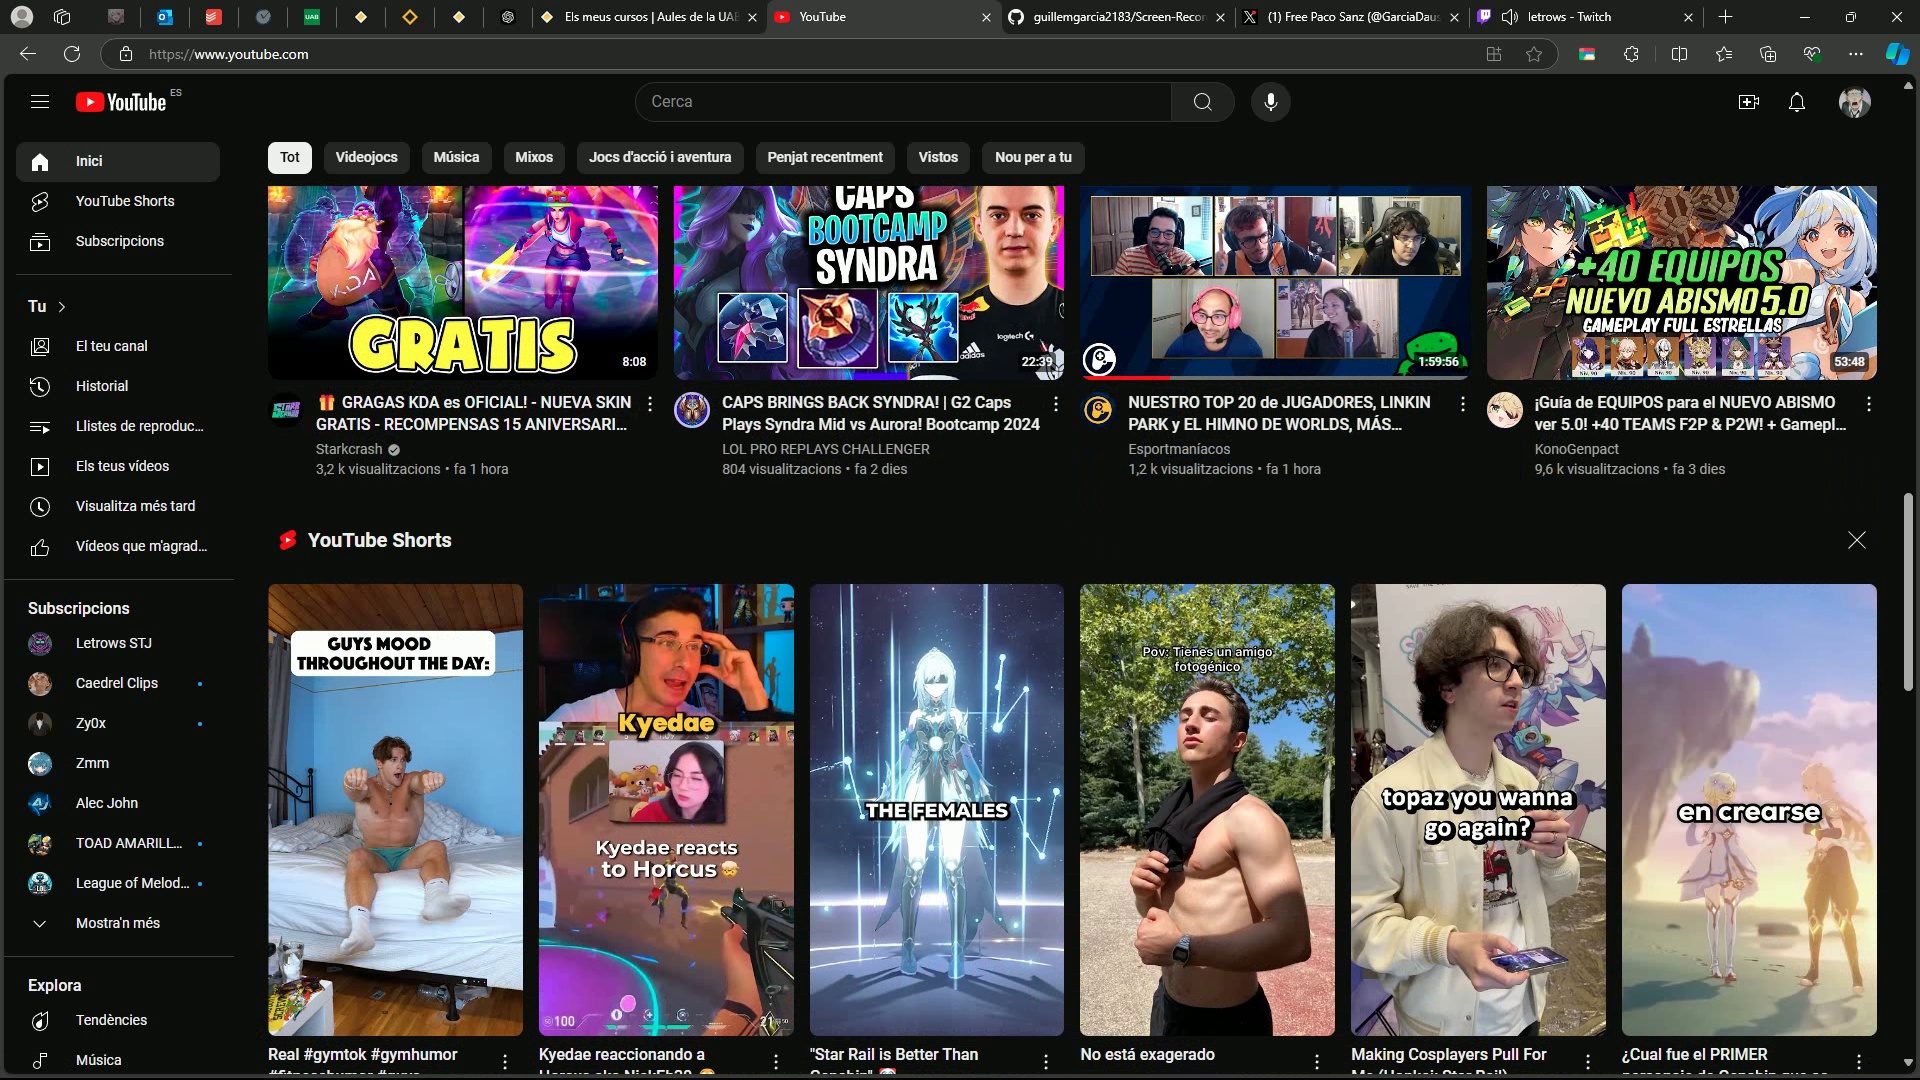 Els meus cursos | Aules de la UAB
YouTube
guillemgarcia2183/Screen-Recor
(1) Free Paco Sanz (@GarciaDaus
letrows - Twitch
https://www.youtube.com
YouTube ES
Cerca
Tot
Videojocs
Música
Mixos
Jocs d'acció i aventura
Penjat recentment
Vistos
Nou per a tu
Inici
YouTube Shorts
Subscripcions
Tu
El teu canal
Historial
Llistes de reproduc...
Els teus vídeos
Visualitza més tard
Vídeos que m'agrad...
Subscripcions
Letrows STJ
Caedrel Clips
Zy0x
Zmm
Alec John
TOAD AMARILL...
League of Melod...
Mostra'n més
Explora
Tendències
Música
KDA
GRATIS
8:08
GRAGAS KDA es OFICIAL! - NUEVA SKIN
GRATIS - RECOMPENSAS 15 ANIVERSARI...
Starkcrash
3,2 k visualitzacions • fa 1 hora
CAPS
BOOTCAMP
SYNDRA
logitech G
adidas
22:39
CAPS BRINGS BACK SYNDRA! | G2 Caps
Plays Syndra Mid vs Aurora! Bootcamp 2024
LOL PRO REPLAYS CHALLENGER
804 visualitzacions • fa 2 dies
1:59:56
NUESTRO TOP 20 de JUGADORES, LINKIN
PARK y EL HIMNO DE WORLDS, MÁS...
Esportmaníacos
1,2 k visualitzacions • fa 1 hora
+40 EQUIPOS
NUEVO ABISMO 5.0
GAMEPLAY FULL ESTRELLAS
53:48
¡Guía de EQUIPOS para el NUEVO ABISMO
ver 5.0! +40 TEAMS F2P & P2W! + Gamepl...
KonoGenpact
9,6 k visualitzacions • fa 3 dies
YouTube Shorts
GUYS MOOD
THROUGHOUT THE DAY:
Real #gymtok #gymhumor
Kyedae
Kyedae reacts
to Horcus
100
21
Kyedae reaccionando a
THE FEMALES
"Star Rail is Better Than
Pov: Tienes un amigo
fotogénico
No está exagerado
topaz you wanna
go again?
Making Cosplayers Pull For
en crearse
¿Cual fue el PRIMER